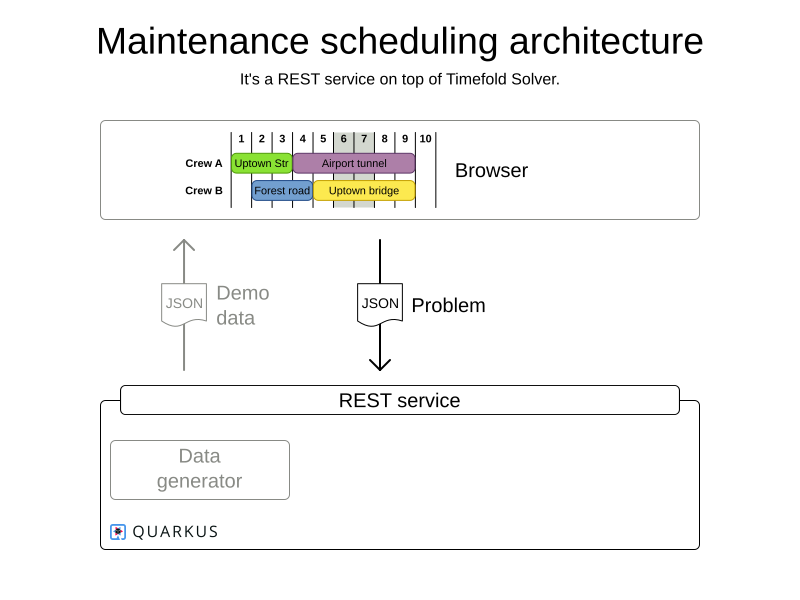 Maintenance scheduling architecture
It's a REST service on top of Timefold Solver.
1 2 3 4 5 6 7 8 9 10
Crew A Uptown Str Airport tunnel
Browser
Crew B Forest road Uptown bridge
JSON
Demo
data
JSON
Problem
REST service
Data
generator
QUARKUS